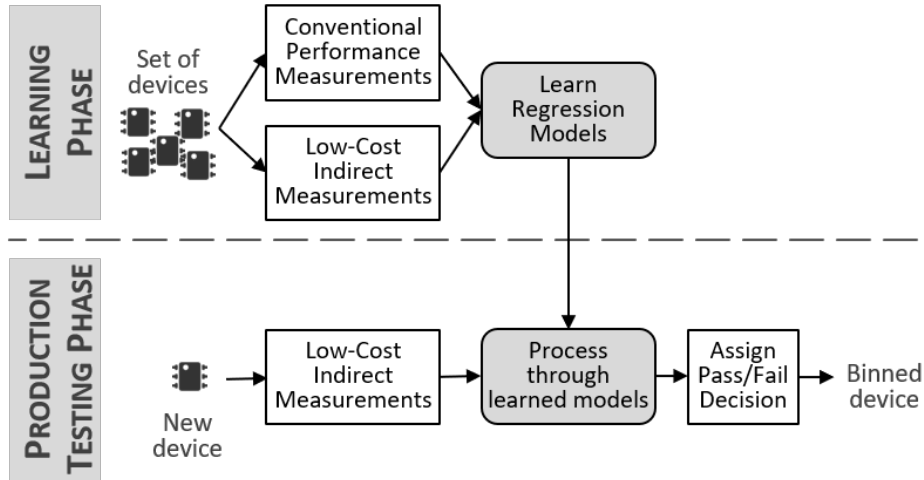 LEARNING
PHASE
Set of
devices
Conventional
Performance
Measurements
Low-Cost
Indirect
Measurements
Learn
Regression
Models
PRODUCTION
TESTING PHASE
New
device
Low-Cost
Indirect
Measurements
Process
through
learned models
Assign
Pass/Fail
Decision
Binned
device